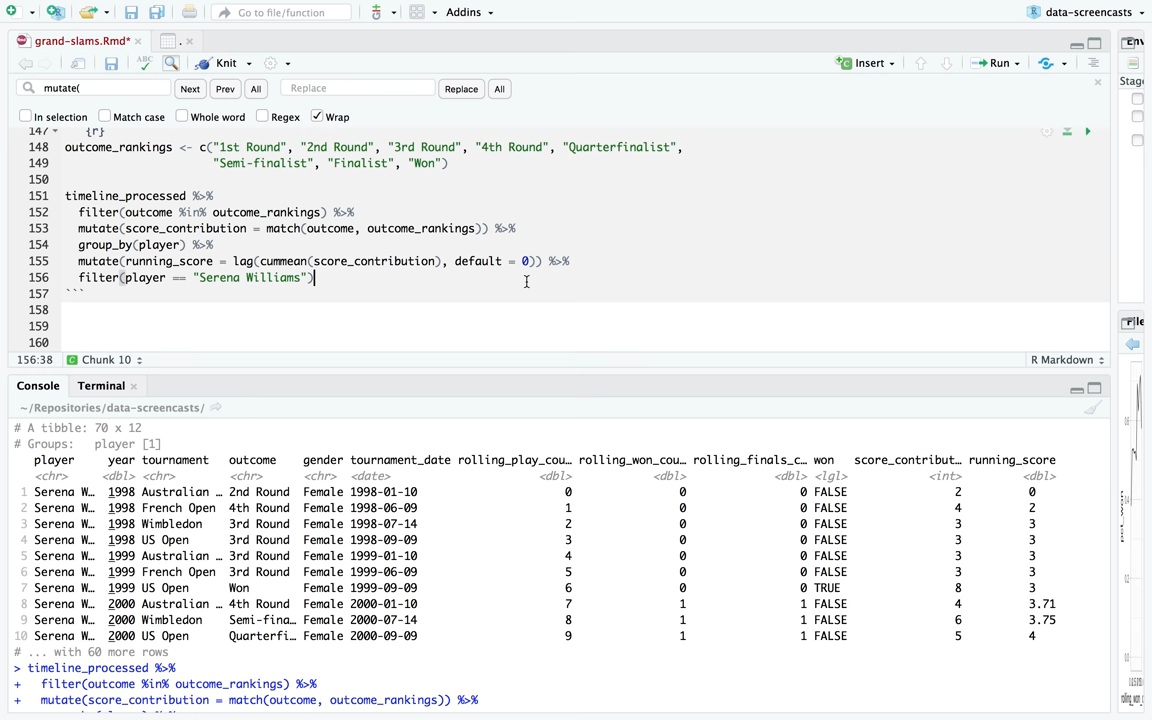 Go to file/function
Addins
data-screencasts
grand-slams.Rmd*
.
Env
ABC
Knit
Insert
Run
mutate(
Next
Prev
All
Replace
Replace
All
Stag
In selection
Match case
Whole word
Regex
Wrap
147 {r}
148 outcome_rankings <- c("1st Round", "2nd Round", "3rd Round", "4th Round", "Quarterfinalist",
149 "Semi-finalist", "Finalist", "Won")
150
151 timeline_processed %>%
152 filter(outcome %in% outcome_rankings) %>%
153 mutate(score_contribution = match(outcome, outcome_rankings)) %>%
154 group_by(player) %>%
155 mutate(running_score = lag(cummean(score_contribution), default = 0)) %>%
156 filter(player == "Serena Williams")
157 ```
158
159
160
156:38 Chunk 10 R Markdown
File
Console Terminal
~/Repositories/data-screencasts/
# A tibble: 70 x 12
# Groups: player [1]
player year tournament outcome gender tournament_date rolling_play_cou… rolling_won_cou… rolling_finals_c… won score_contribut… running_score
<chr> <dbl> <chr> <chr> <chr> <date> <dbl> <dbl> <dbl> <lgl> <int> <dbl>
1 Serena W… 1998 Australian … 2nd Round Female 1998-01-10 0 0 0 FALSE 2 0
2 Serena W… 1998 French Open 4th Round Female 1998-06-09 1 0 0 FALSE 4 2
3 Serena W… 1998 Wimbledon 3rd Round Female 1998-07-14 2 0 0 FALSE 3 3
4 Serena W… 1998 US Open 3rd Round Female 1998-09-09 3 0 0 FALSE 3 3
5 Serena W… 1999 Australian … 3rd Round Female 1999-01-10 4 0 0 FALSE 3 3
6 Serena W… 1999 French Open 3rd Round Female 1999-06-09 5 0 0 FALSE 3 3
7 Serena W… 1999 US Open Won Female 1999-09-09 6 0 0 TRUE 8 3
8 Serena W… 2000 Australian … 4th Round Female 2000-01-10 7 1 1 FALSE 4 3.71
9 Serena W… 2000 Wimbledon Semi-fina… Female 2000-07-14 8 1 1 FALSE 6 3.75
10 Serena W… 2000 US Open Quarterfi… Female 2000-09-09 9 1 1 FALSE 5 4
# ... with 60 more rows
> timeline_processed %>%
+ filter(outcome %in% outcome_rankings) %>%
+ mutate(score_contribution = match(outcome, outcome_rankings)) %>%